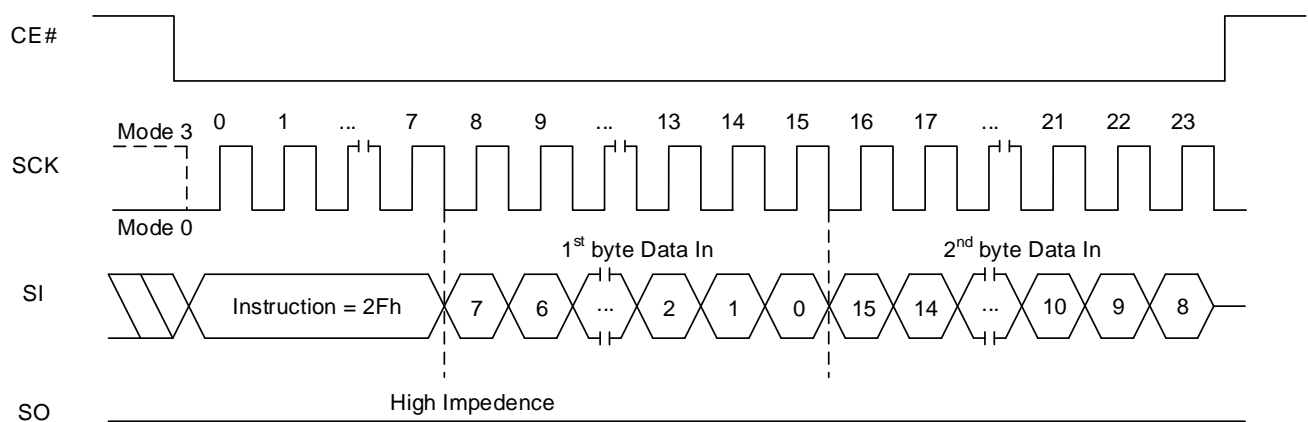 CE#
0 1 ... 7 8 9 ... 13 14 15 16 17 ... 21 22 23
Mode 3
SCK
Mode 0
1st byte Data In 2nd byte Data In
SI
Instruction = 2Fh 7 6 ... 2 1 0 15 14 ... 10 9 8
High Impedence
SO